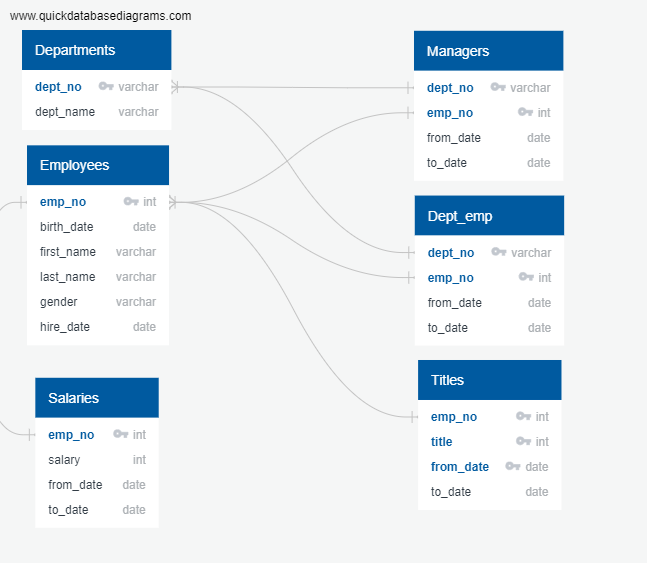 www.quickdatabasediagrams.com
Departments
dept_no varchar
dept_name varchar
Employees
emp_no int
birth_date date
first_name varchar
last_name varchar
gender varchar
hire_date date
Salaries
emp_no int
salary int
from_date date
to_date date
Managers
dept_no varchar
emp_no int
from_date date
to_date date
Dept_emp
dept_no varchar
emp_no int
from_date date
to_date date
Titles
emp_no int
title int
from_date date
to_date date